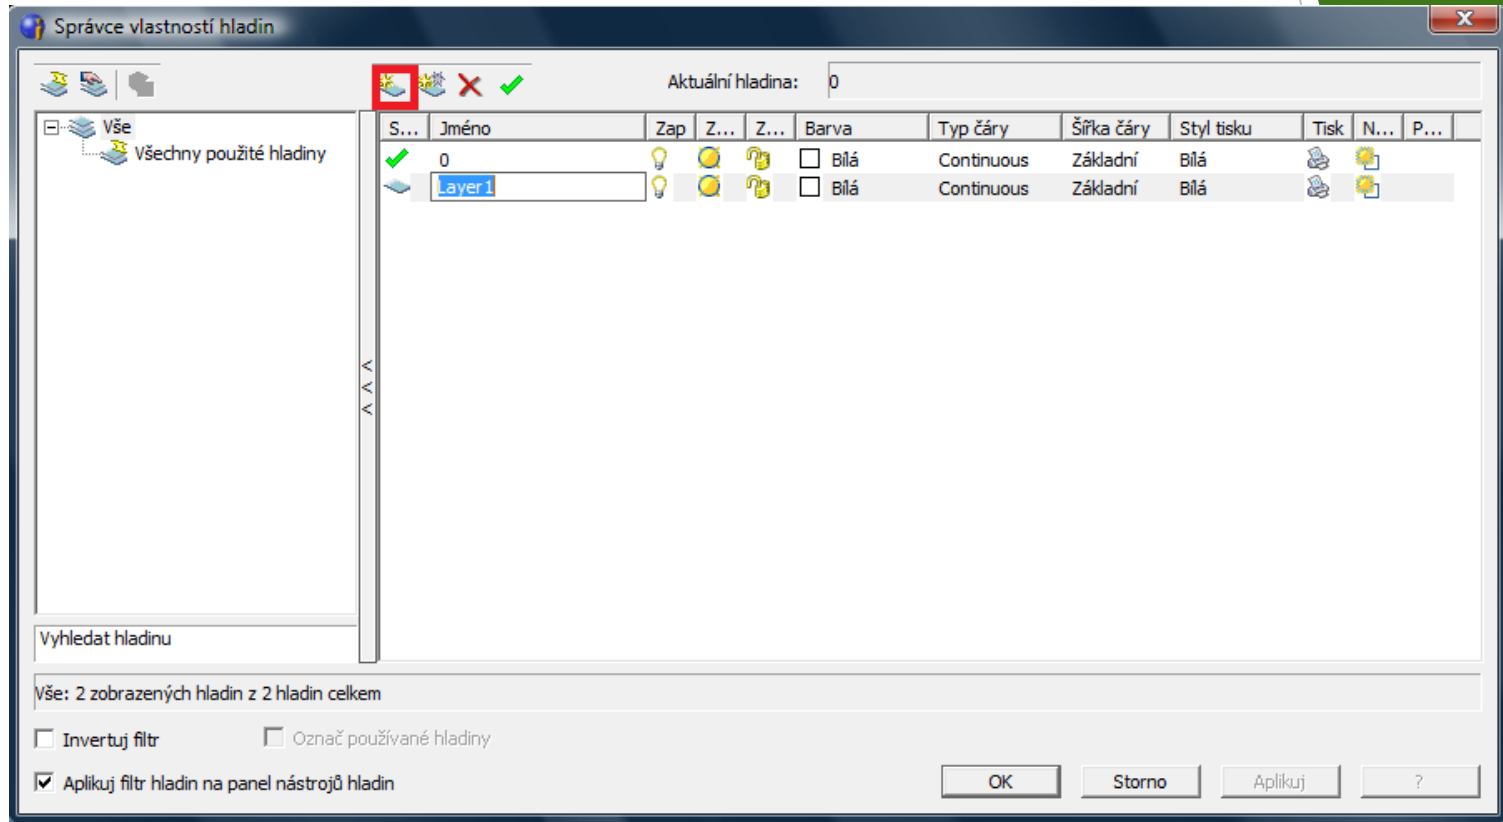 Správce vlastností hladin
Aktuální hladina: 0
Vše
Všechny použité hladiny
S... Jméno Zap Z... Z... Barva Typ čáry Šířka čáry Styl tisku Tisk N... P...
0 Bílá Continuous Základní Bílá
Layer1 Bílá Continuous Základní Bílá
<
<
<
Vyhledat hladinu
Vše: 2 zobrazených hladin z 2 hladin celkem
Invertuj filtr Označ používané hladiny
Aplikuj filtr hladin na panel nástrojů hladin
OK Storno Aplikuj ?